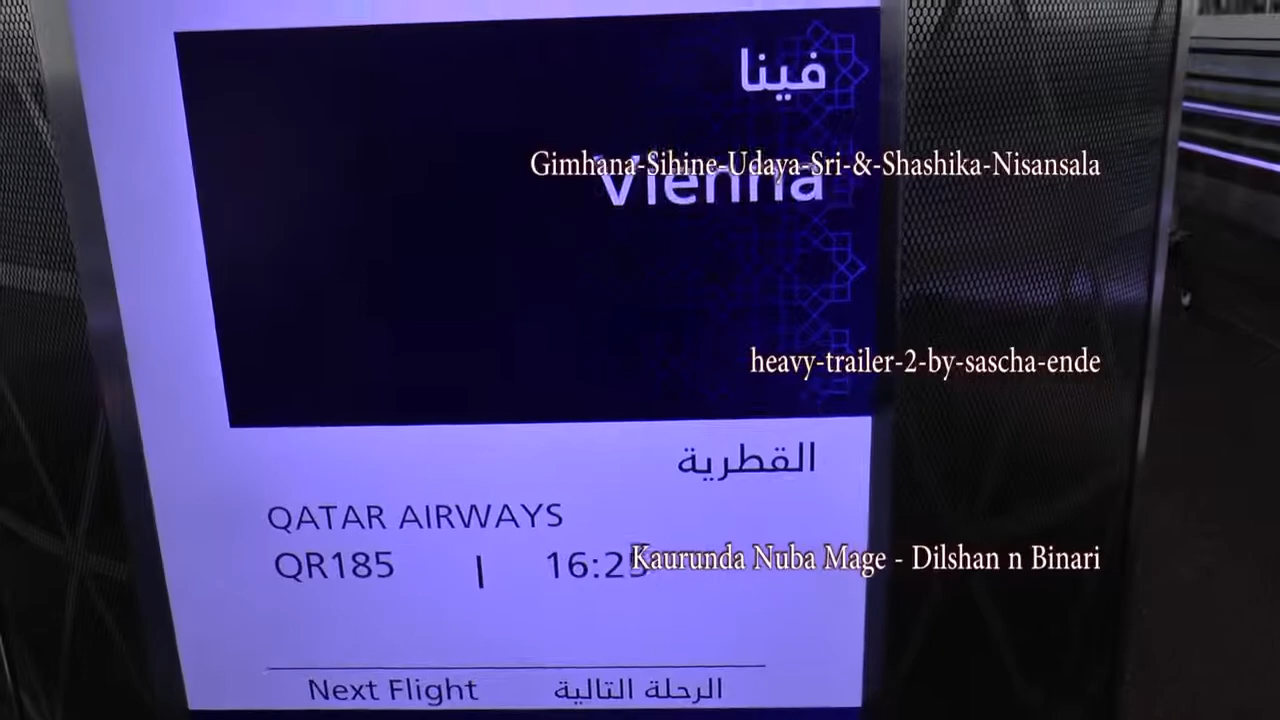 فينا
Gimhana-Sihine-Udaya-Sri-&-Shashika-Nisansala
Vienna
heavy-trailer-2-by-sascha-ende
القطرية
QATAR AIRWAYS
QR185 | 16:25
Kaurunda Nuba Mage - Dilshan n Binari
Next Flight الرحلة التالية